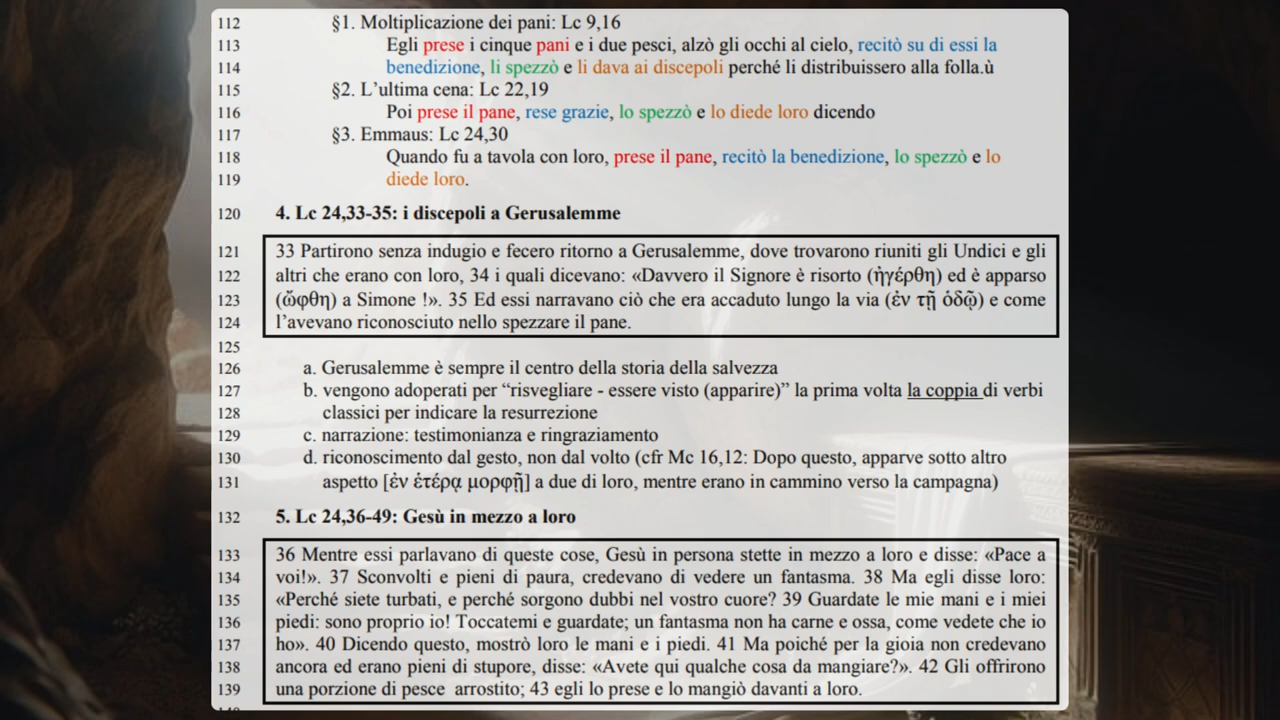 112 §1. Moltiplicazione dei pani: Lc 9,16
113 Egli prese i cinque pani e i due pesci, alzò gli occhi al cielo, recitò su di essi la
114 benedizione, li spezzò e li dava ai discepoli perché li distribuissero alla folla.ù
115 §2. L’ultima cena: Lc 22,19
116 Poi prese il pane, rese grazie, lo spezzò e lo diede loro dicendo
117 §3. Emmaus: Lc 24,30
118 Quando fu a tavola con loro, prese il pane, recitò la benedizione, lo spezzò e lo
119 diede loro.
120 4. Lc 24,33-35: i discepoli a Gerusalemme
121 33 Partirono senza indugio e fecero ritorno a Gerusalemme, dove trovarono riuniti gli Undici e gli
122 altri che erano con loro, 34 i quali dicevano: «Davvero il Signore è risorto (ἠγέρθη) ed è apparso
123 (ὤφθη) a Simone !». 35 Ed essi narravano ciò che era accaduto lungo la via (ἐν τῇ ὁδῷ) e come
124 l’avevano riconosciuto nello spezzare il pane.
125
126 a. Gerusalemme è sempre il centro della storia della salvezza
127 b. vengono adoperati per “risvegliare - essere visto (apparire)” la prima volta la coppia di verbi
128 classici per indicare la resurrezione
129 c. narrazione: testimonianza e ringraziamento
130 d. riconoscimento dal gesto, non dal volto (cfr Mc 16,12: Dopo questo, apparve sotto altro
131 aspetto [ἐν ἑτέρᾳ μορφῇ] a due di loro, mentre erano in cammino verso la campagna)
132 5. Lc 24,36-49: Gesù in mezzo a loro
133 36 Mentre essi parlavano di queste cose, Gesù in persona stette in mezzo a loro e disse: «Pace a
134 voi!». 37 Sconvolti e pieni di paura, credevano di vedere un fantasma. 38 Ma egli disse loro:
135 «Perché siete turbati, e perché sorgono dubbi nel vostro cuore? 39 Guardate le mie mani e i miei
136 piedi: sono proprio io! Toccatemi e guardate; un fantasma non ha carne e ossa, come vedete che io
137 ho». 40 Dicendo questo, mostrò loro le mani e i piedi. 41 Ma poiché per la gioia non credevano
138 ancora ed erano pieni di stupore, disse: «Avete qui qualche cosa da mangiare?». 42 Gli offrirono
139 una porzione di pesce arrostito; 43 egli lo prese e lo mangiò davanti a loro.